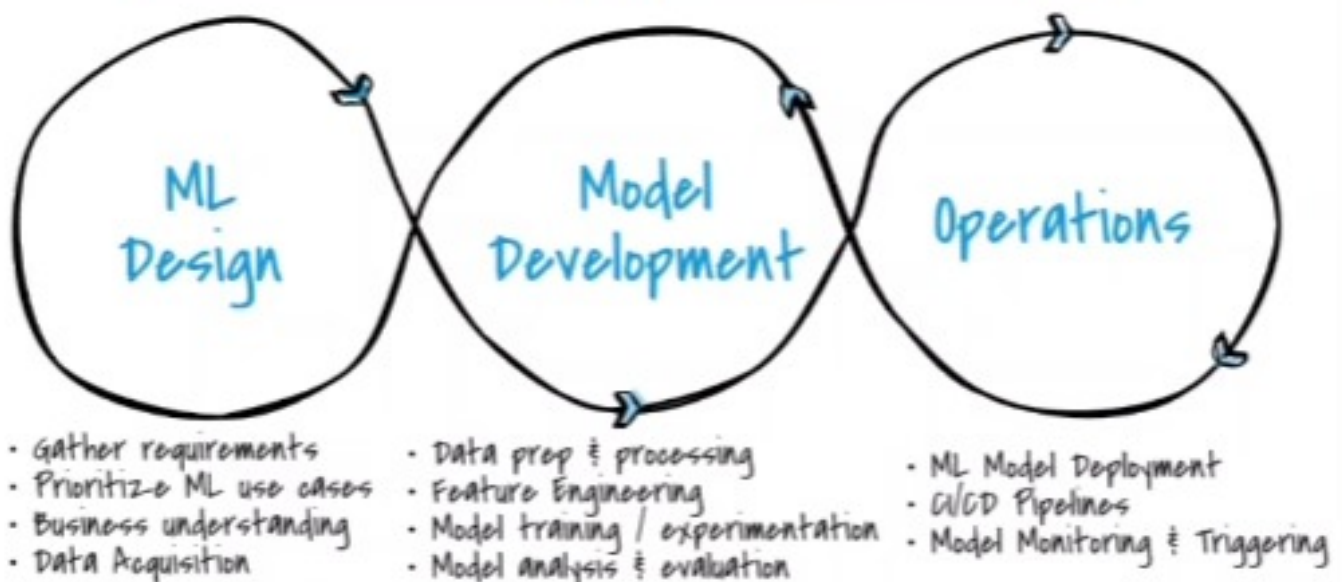 ML
Design
Model
Development
Operations
· Gather requirements
· Prioritize ML use cases
· Business understanding
· Data Acquisition
· Data prep & processing
· Feature Engineering
· Model training / experimentation
· Model analysis & evaluation
· ML Model Deployment
· CI/CD Pipelines
· Model Monitoring & Triggering